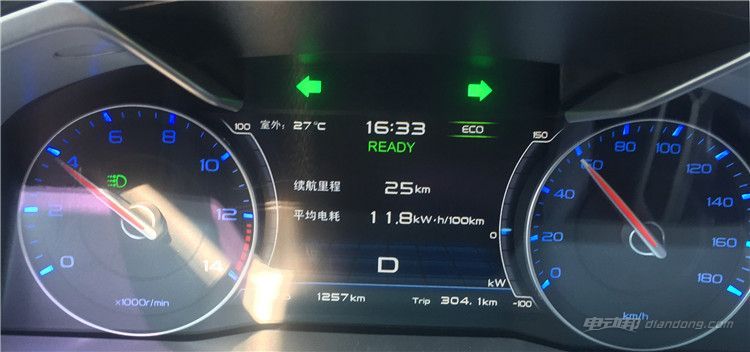 室外: 27℃ 16:33 ECO
READY
续航里程 25km
平均电耗 11.8kW·h/100km
D
1257km Trip 304.1km
100
0 2 4 6 8 10 12 14
x1000r/min
150
0
kW
-100
0 20 40 60 80 100 120 140 160 180
km/h
电动邦 diandong.com